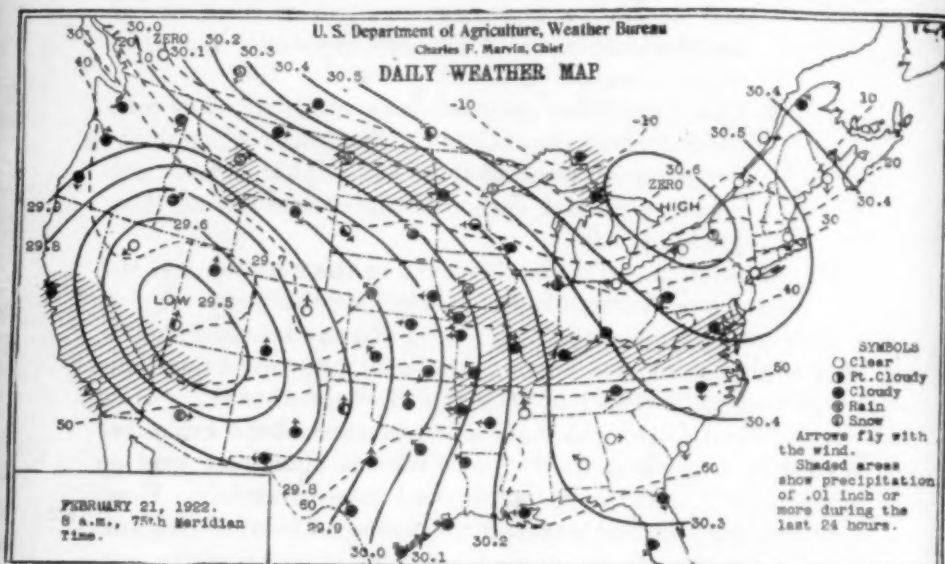 U. S. Department of Agriculture, Weather Bureau
Charles F. Marvin, Chief
DAILY WEATHER MAP
30
40
20
10
30.0
ZERO
30.1
30.2
30.3
30.4
30.5
-10
-10
30.4
10
30.5
20
30.4
30.6
ZERO
HIGH
30
29.9
29.8
29.6
29.7
LOW 29.5
40
50
50
30.4
60
30.3
29.8
60
29.9
30.0
30.1
30.2
SYMBOLS
Clear
Pt.Cloudy
Cloudy
Rain
Snow
Arrows fly with
the wind.
Shaded areas
show precipitation
of .01 inch or
more during the
last 24 hours.
FEBRUARY 21, 1922.
8 a.m., 75th Meridian
Time.